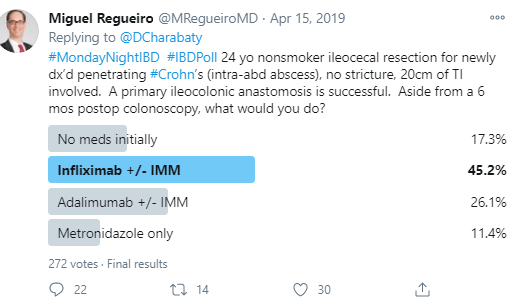 Miguel Regueiro @MRegueiroMD · Apr 15, 2019
Replying to @DCharabaty
#MondayNightIBD #IBDPoll 24 yo nonsmoker ileocecal resection for newly
dx'd penetrating #Crohn's (intra-abd abscess), no stricture, 20cm of TI
involved. A primary ileocolonic anastomosis is successful. Aside from a 6
mos postop colonoscopy, what would you do?
No meds initially 17.3%
Infliximab +/- IMM 45.2%
Adalimumab +/- IMM 26.1%
Metronidazole only 11.4%
272 votes · Final results
22 14 30